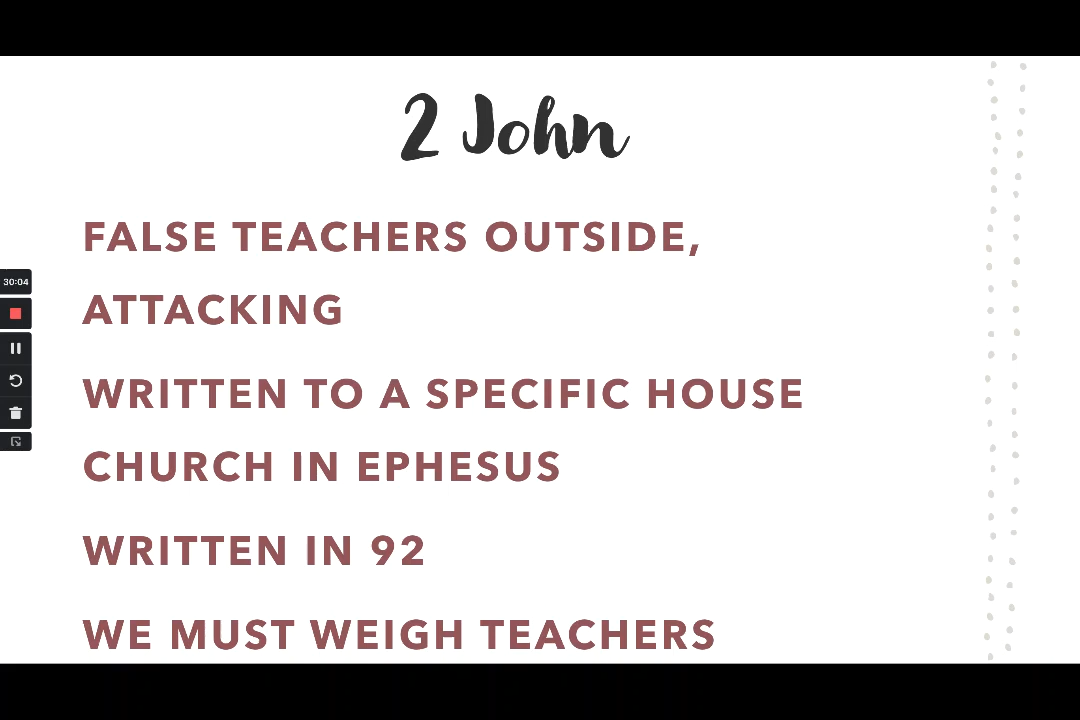 2 John
FALSE TEACHERS OUTSIDE,
ATTACKING
30:04
WRITTEN TO A SPECIFIC HOUSE
CHURCH IN EPHESUS
WRITTEN IN 92
WE MUST WEIGH TEACHERS